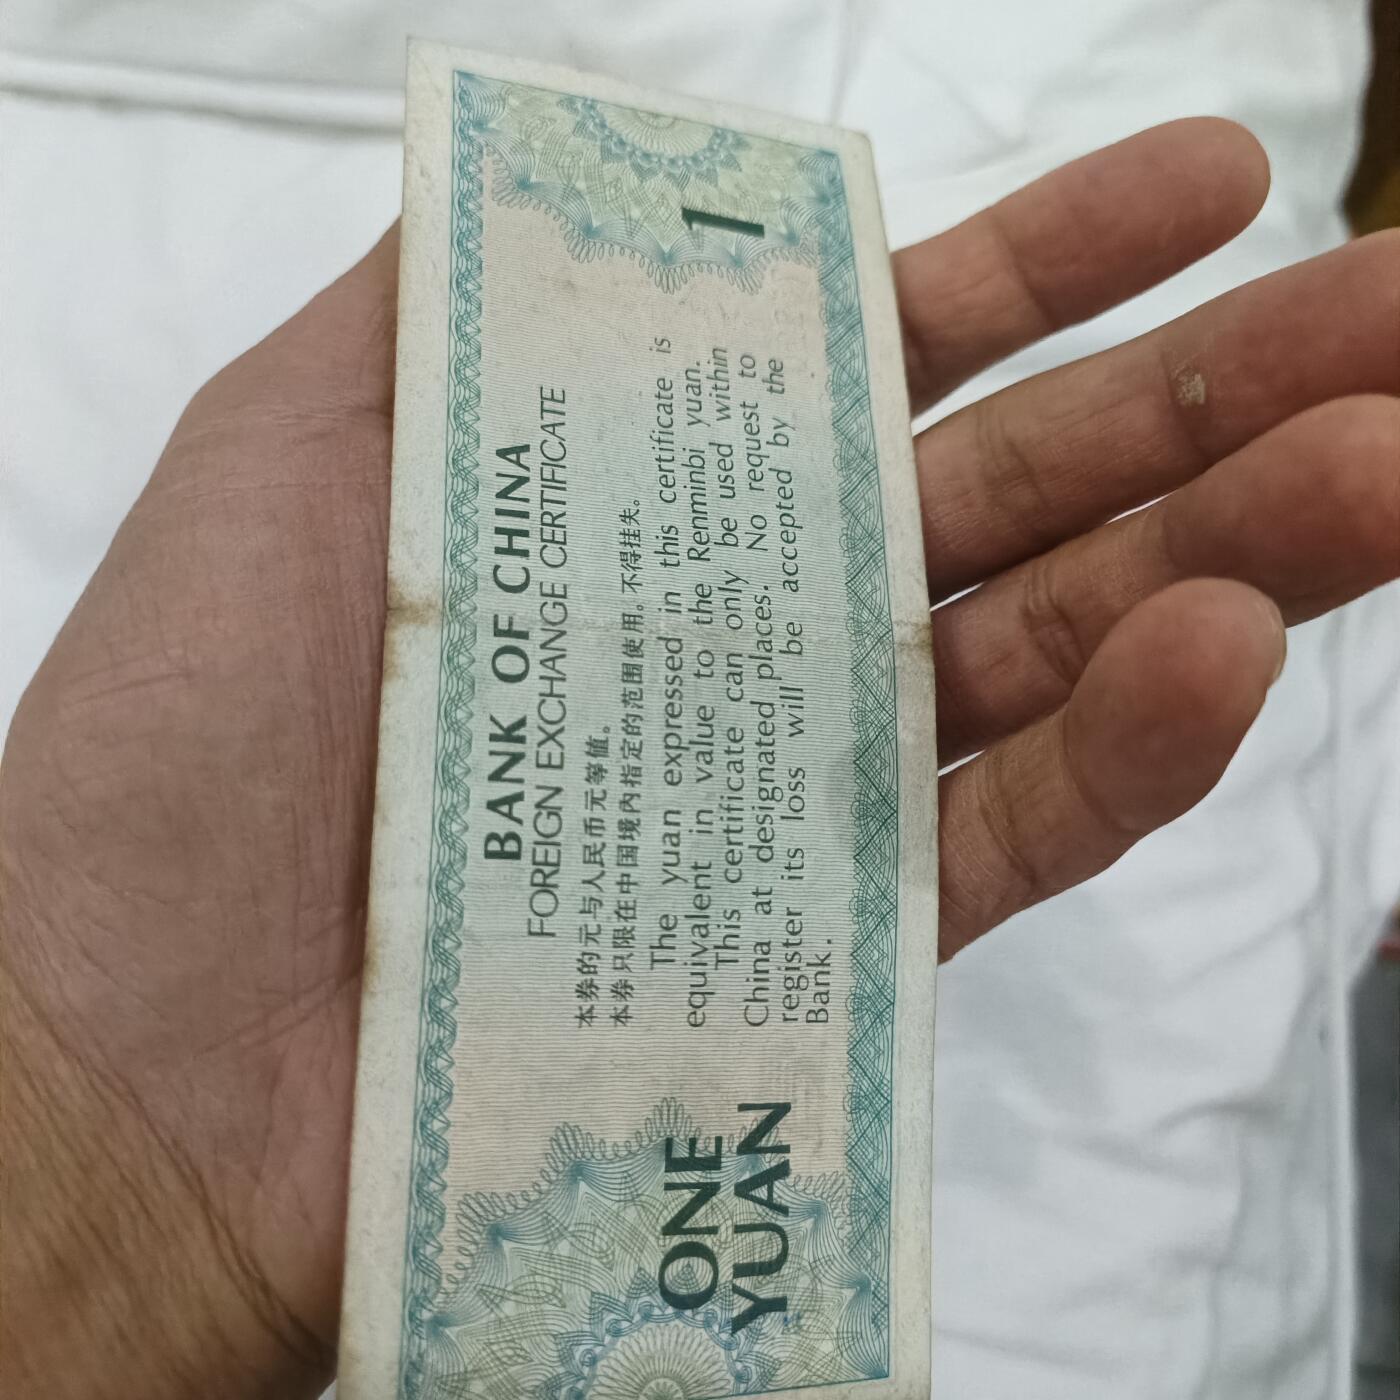 BANK OF CHINA
FOREIGN EXCHANGE CERTIFICATE
本券的元与人民币元等值。
本券只限在中国境内指定的范围使用。不得挂失。
The yuan expressed in this certificate is
equivalent in value to the Renminbi yuan.
This certificate can only be used within
China at designated places. No request to
register its loss will be accepted by the
Bank.
ONE
YUAN
1